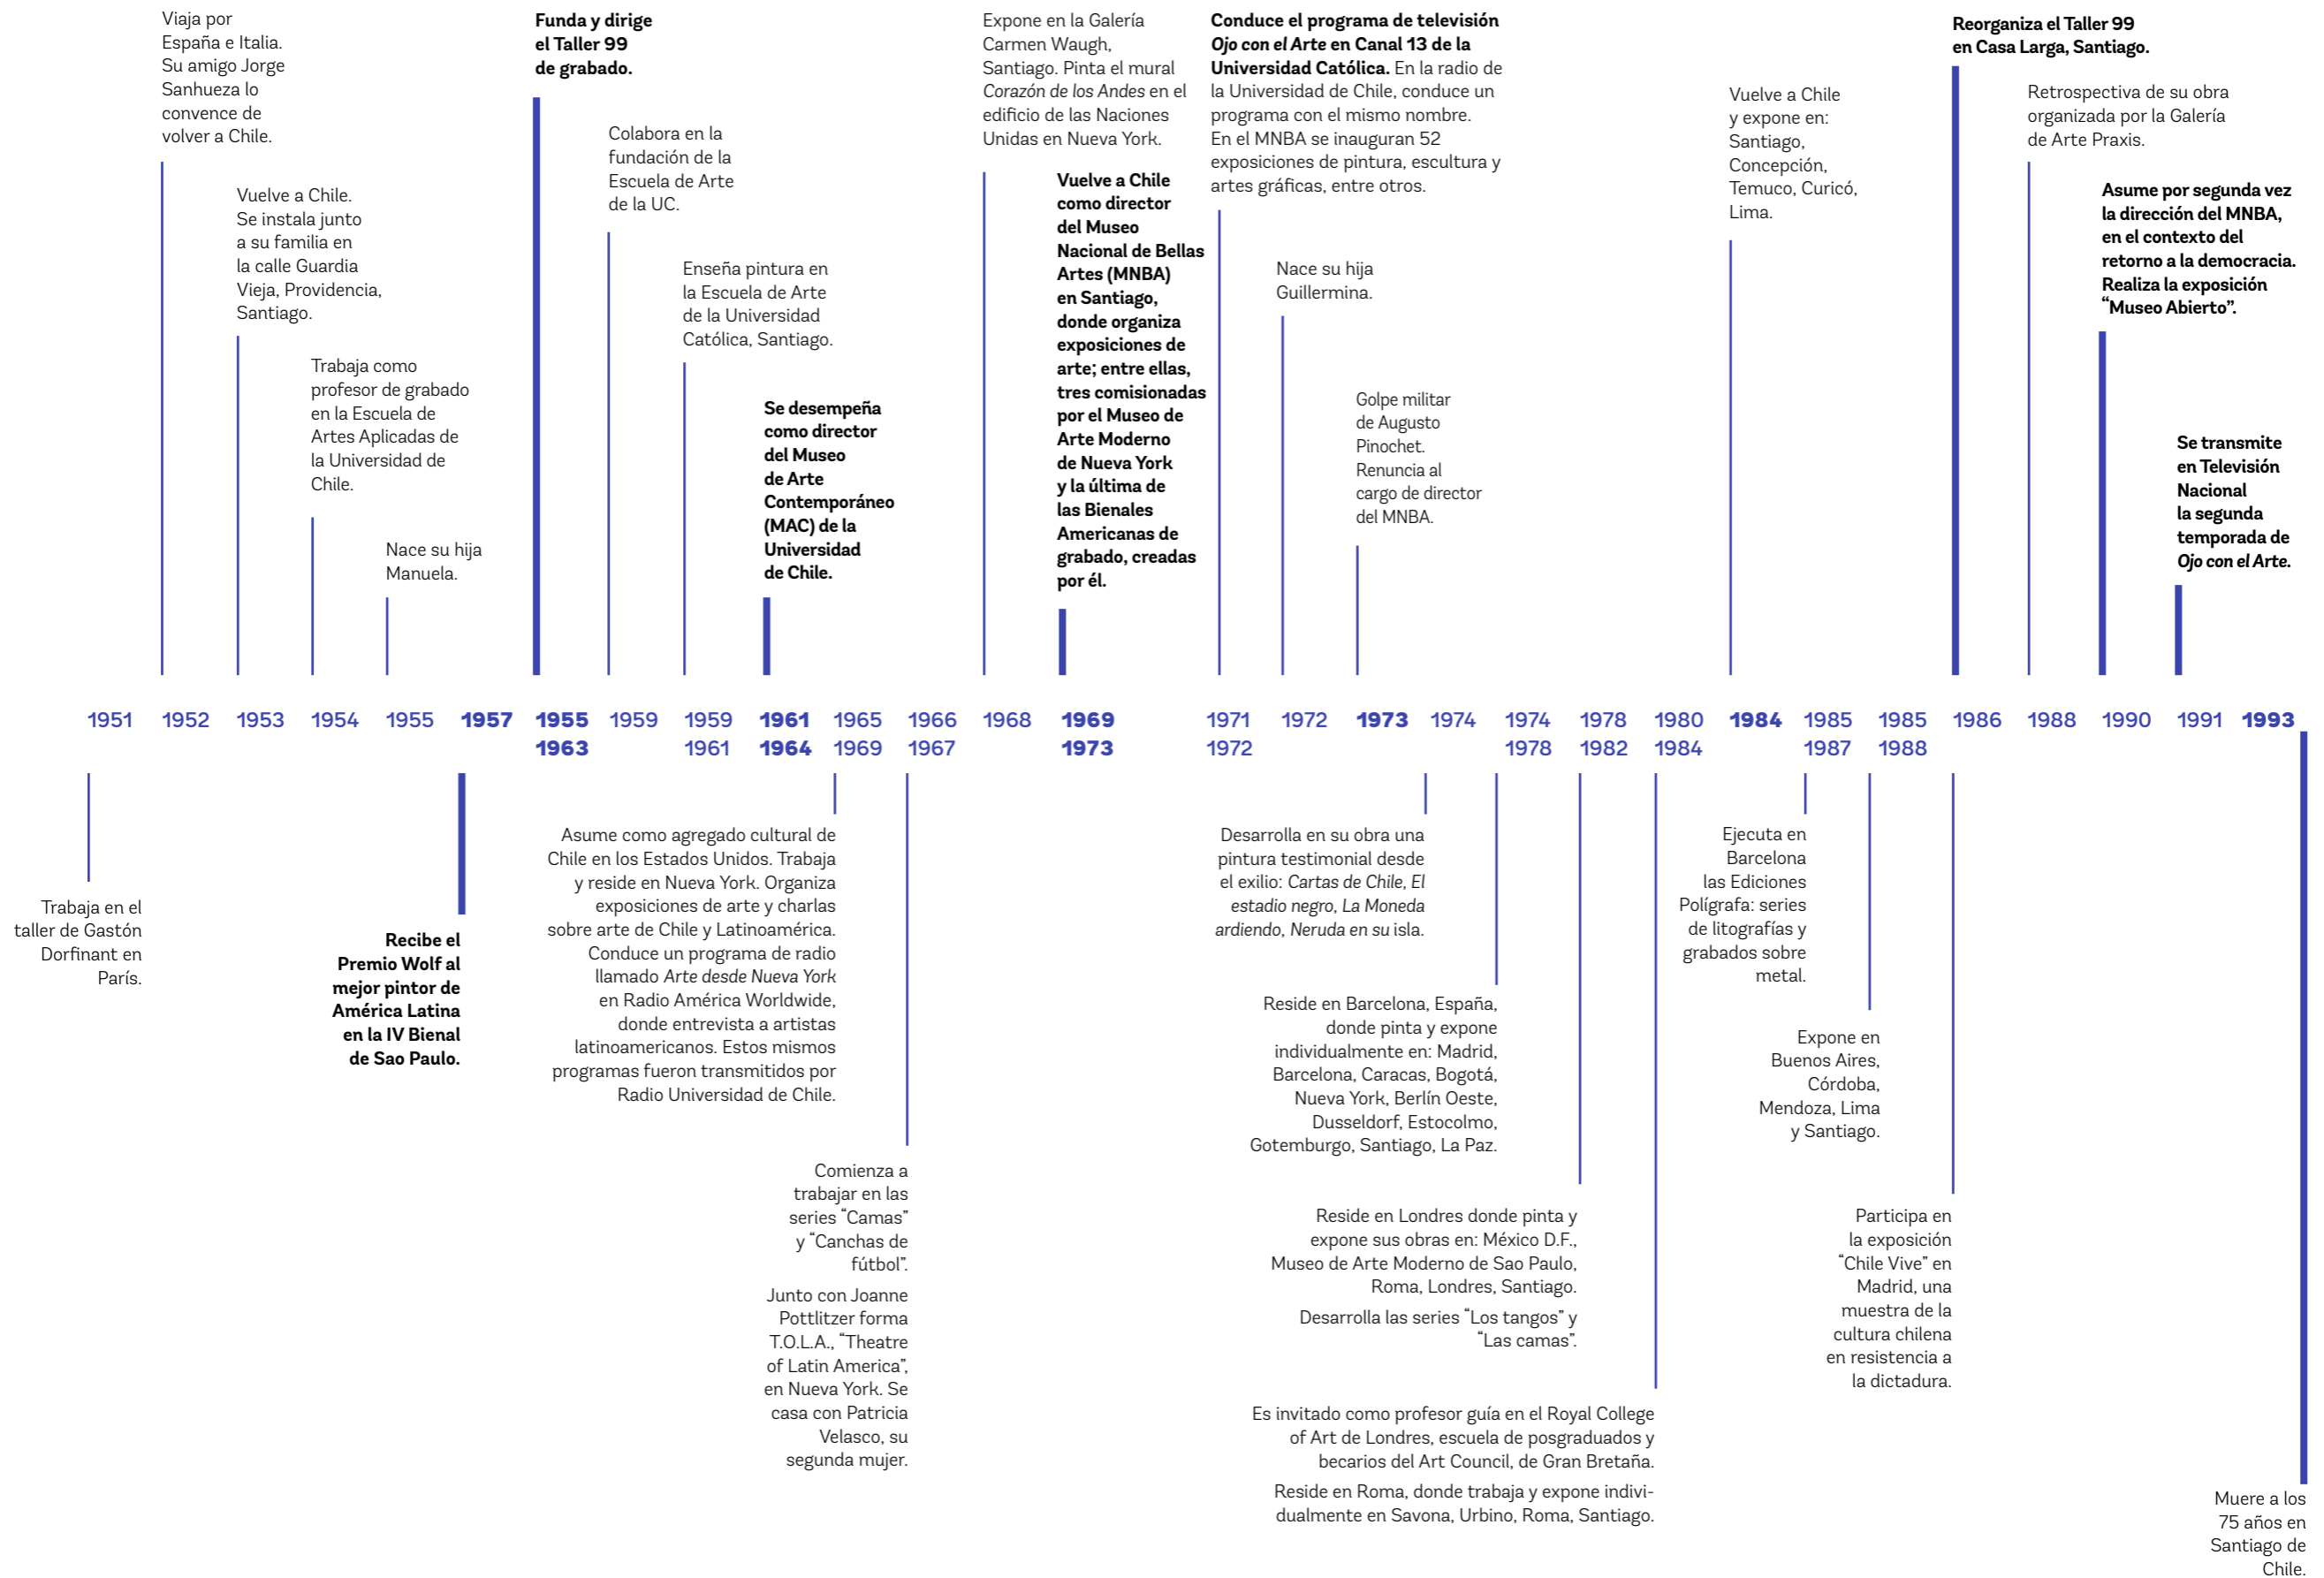 Viaja por
España e Italia.
Su amigo Jorge
Sanhueza lo
convence de
volver a Chile.
Vuelve a Chile.
Se instala junto
a su familia en
la calle Guardia
Vieja, Providencia,
Santiago.
Trabaja como
profesor de grabado
en la Escuela de
Artes Aplicadas de
la Universidad de
Chile.
Nace su hija
Manuela.
Funda y dirige
el Taller 99
de grabado.
Colabora en la
fundación de la
Escuela de Arte
de la UC.
Enseña pintura en
la Escuela de Arte
de la Universidad
Católica, Santiago.
Se desempeña
como director
del Museo
de Arte
Contemporáneo
(MAC) de la
Universidad
de Chile.
Expone en la Galería
Carmen Waugh,
Santiago. Pinta el mural
Corazón de los Andes en el
edificio de las Naciones
Unidas en Nueva York.
Vuelve a Chile
como director
del Museo
Nacional de Bellas
Artes (MNBA)
en Santiago,
donde organiza
exposiciones de
arte; entre ellas,
tres comisionadas
por el Museo de
Arte Moderno
de Nueva York
y la última de
las Bienales
Americanas de
grabado, creadas
por él.
Conduce el programa de televisión
Ojo con el Arte en Canal 13 de la
Universidad Católica. En la radio de
la Universidad de Chile, conduce un
programa con el mismo nombre.
En el MNBA se inauguran 52
exposiciones de pintura, escultura y
artes gráficas, entre otros.
Nace su hija
Guillermina.
Golpe militar
de Augusto
Pinochet.
Renuncia al
cargo de director
del MNBA.
Vuelve a Chile
y expone en:
Santiago,
Concepción,
Temuco, Curicó,
Lima.
Reorganiza el Taller 99
en Casa Larga, Santiago.
Retrospectiva de su obra
organizada por la Galería
de Arte Praxis.
Asume por segunda vez
la dirección del MNBA,
en el contexto del
retorno a la democracia.
Realiza la exposición
“Museo Abierto”.
Se transmite
en Televisión
Nacional
la segunda
temporada de
Ojo con el Arte.
1951 1952 1953 1954 1955 1957 1955 1959 1959 1961 1965 1966 1968 1969 1971 1972 1973 1974 1974 1978 1980 1984 1985 1985 1986 1988 1990 1991 1993
1963 1961 1964 1969 1967 1973 1972 1978 1982 1984 1987 1988
Trabaja en el
taller de Gastón
Dorfinant en
París.
Recibe el
Premio Wolf al
mejor pintor de
América Latina
en la IV Bienal
de Sao Paulo.
Asume como agregado cultural de
Chile en los Estados Unidos. Trabaja
y reside en Nueva York. Organiza
exposiciones de arte y charlas
sobre arte de Chile y Latinoamérica.
Conduce un programa de radio
llamado Arte desde Nueva York
en Radio América Worldwide,
donde entrevista a artistas
latinoamericanos. Estos mismos
programas fueron transmitidos por
Radio Universidad de Chile.
Comienza a
trabajar en las
series “Camas”
y “Canchas de
fútbol”.
Junto con Joanne
Pottlitzer forma
T.O.L.A., “Theatre
of Latin America”,
en Nueva York. Se
casa con Patricia
Velasco, su
segunda mujer.
Desarrolla en su obra una
pintura testimonial desde
el exilio: Cartas de Chile, El
estadio negro, La Moneda
ardiendo, Neruda en su isla.
Reside en Barcelona, España,
donde pinta y expone
individualmente en: Madrid,
Barcelona, Caracas, Bogotá,
Nueva York, Berlín Oeste,
Dusseldorf, Estocolmo,
Gotemburgo, Santiago, La Paz.
Reside en Londres donde pinta y
expone sus obras en: México D.F.,
Museo de Arte Moderno de Sao Paulo,
Roma, Londres, Santiago.
Desarrolla las series “Los tangos” y
“Las camas”.
Es invitado como profesor guía en el Royal College
of Art de Londres, escuela de posgraduados y
becarios del Art Council, de Gran Bretaña.
Reside en Roma, donde trabaja y expone indivi-
dualmente en Savona, Urbino, Roma, Santiago.
Ejecuta en
Barcelona
las Ediciones
Polígrafa: series
de litografías y
grabados sobre
metal.
Expone en
Buenos Aires,
Córdoba,
Mendoza, Lima
y Santiago.
Participa en
la exposición
“Chile Vive” en
Madrid, una
muestra de la
cultura chilena
en resistencia a
la dictadura.
Muere a los
75 años en
Santiago de
Chile.